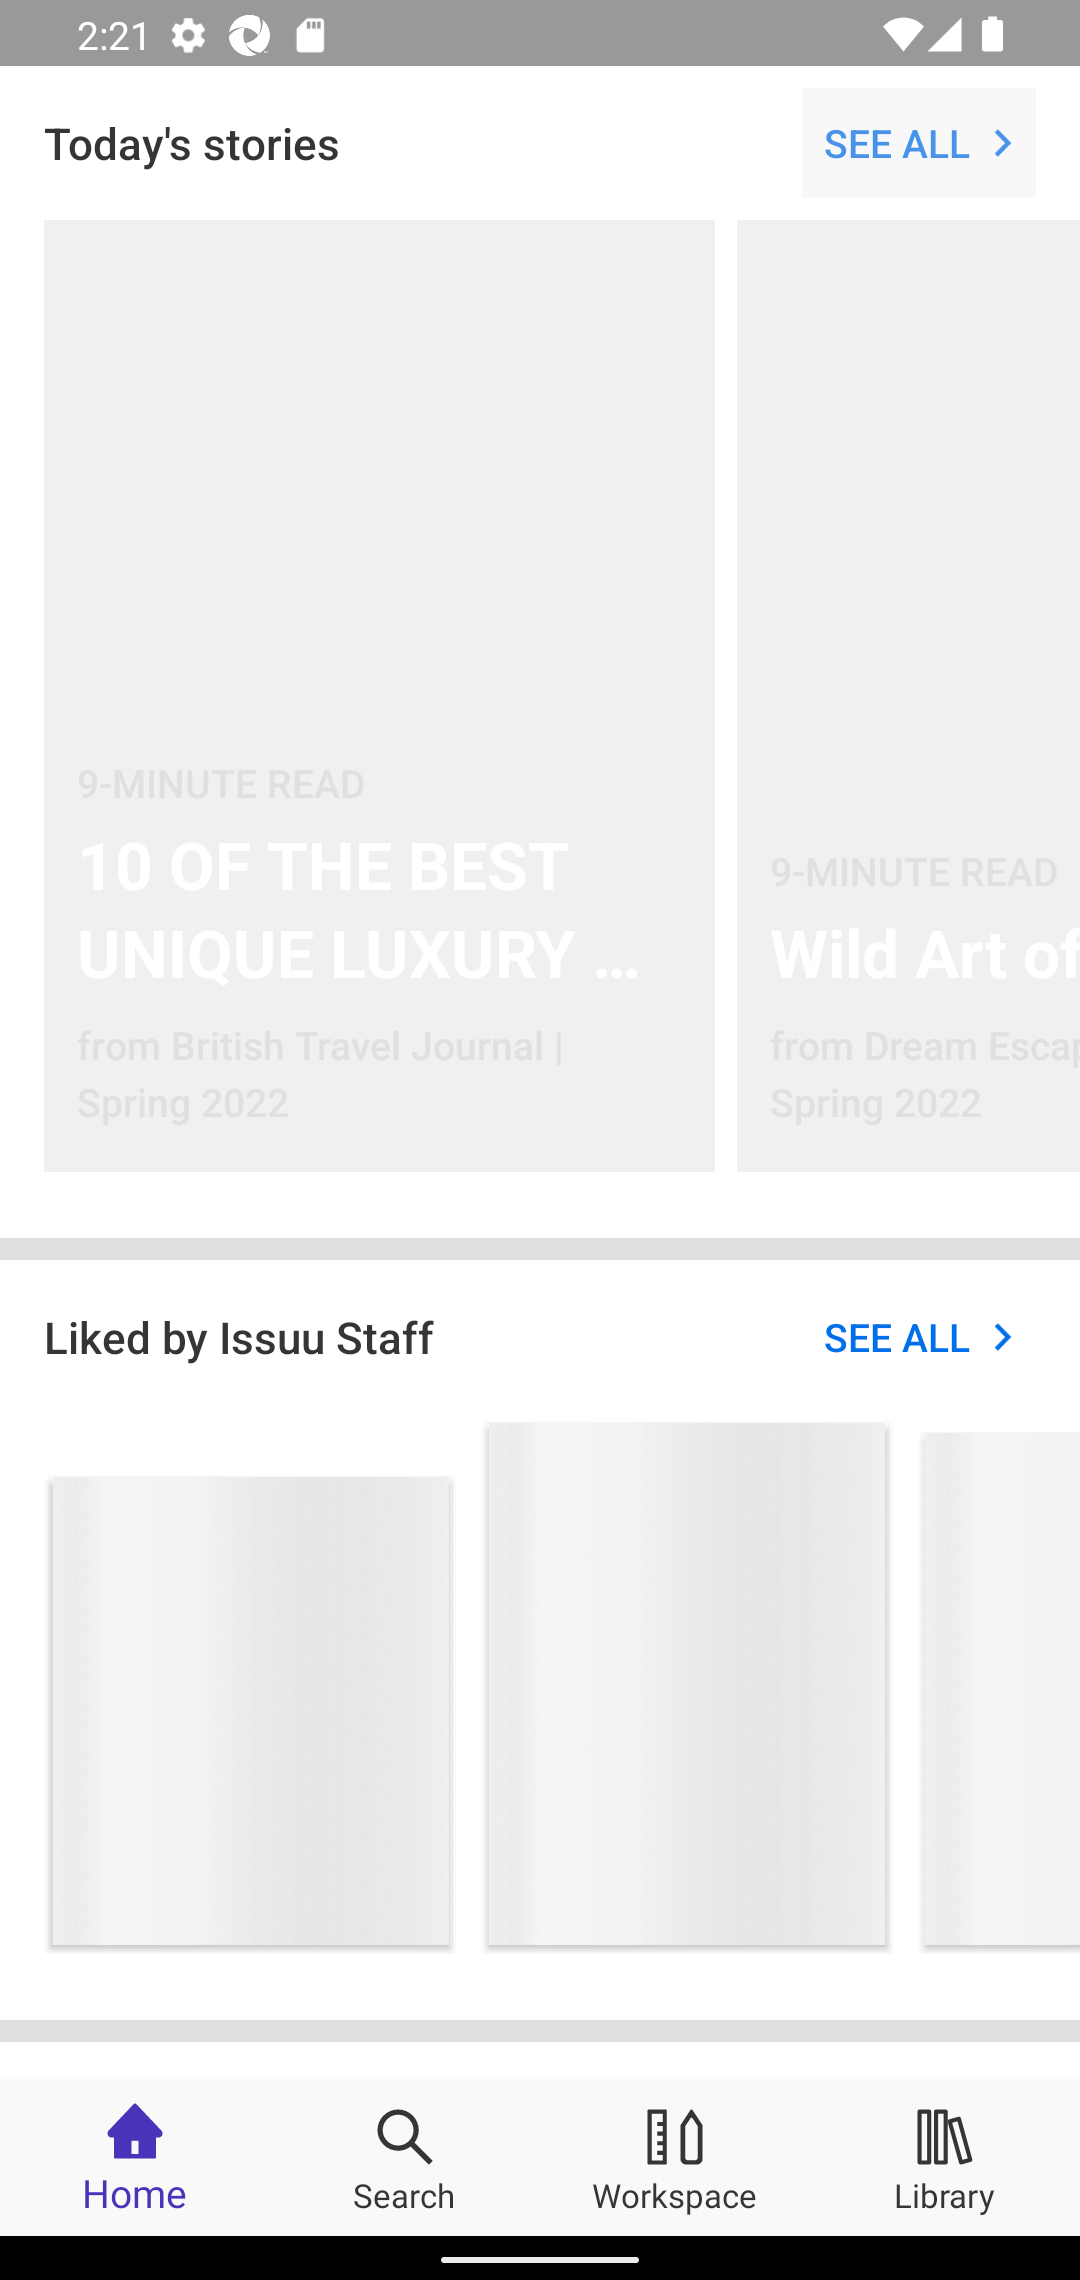 2:21
Today's stories
SEE ALL
9-MINUTE READ
10 OF THE BEST
UNIQUE LUXURY …
from British Travel Journal |
Spring 2022
9-MINUTE READ
Wild Art of
from Dream Escap
Spring 2022
Liked by Issuu Staff
SEE ALL
Home
Search
Workspace
Library